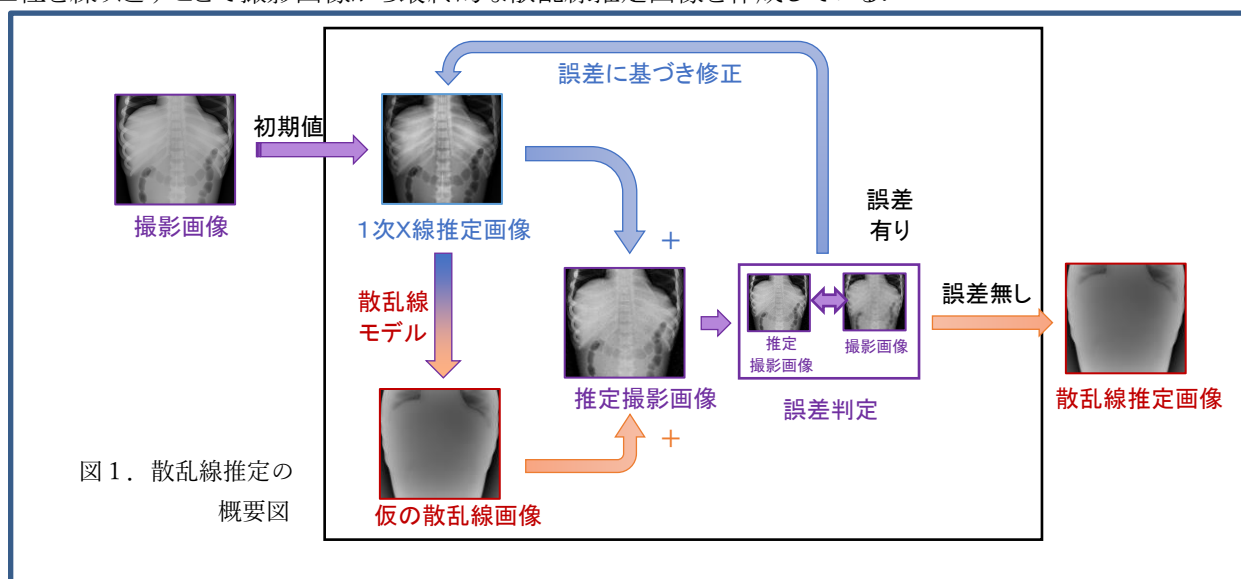 初期値
誤差に基づき修正
撮影画像
1次X線推定画像
誤差
有り
+
散乱線
モデル
推定
撮影画像
撮影画像
誤差無し
推定撮影画像
誤差判定
散乱線推定画像
+
図1.散乱線推定の
概要図
仮の散乱線画像